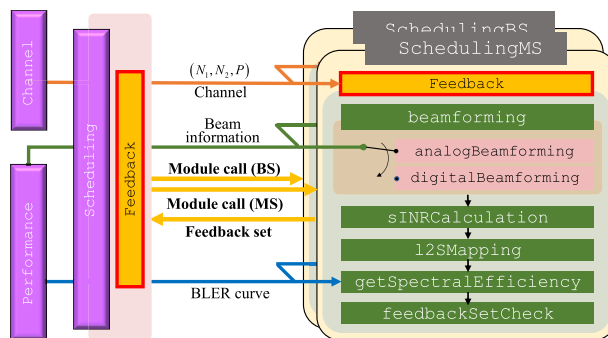 Channel
Performance
Scheduling
Feedback
(N₁, N₂, P)
Channel
Beam
information
Module call (BS)
Module call (MS)
Feedback set
BLER curve
SchedulingBS
SchedulingMS
Feedback
beamforming
analogBeamforming
digitalBeamforming
sINRCalculation
l2SMapping
getSpectralEfficiency
feedbackSetCheck